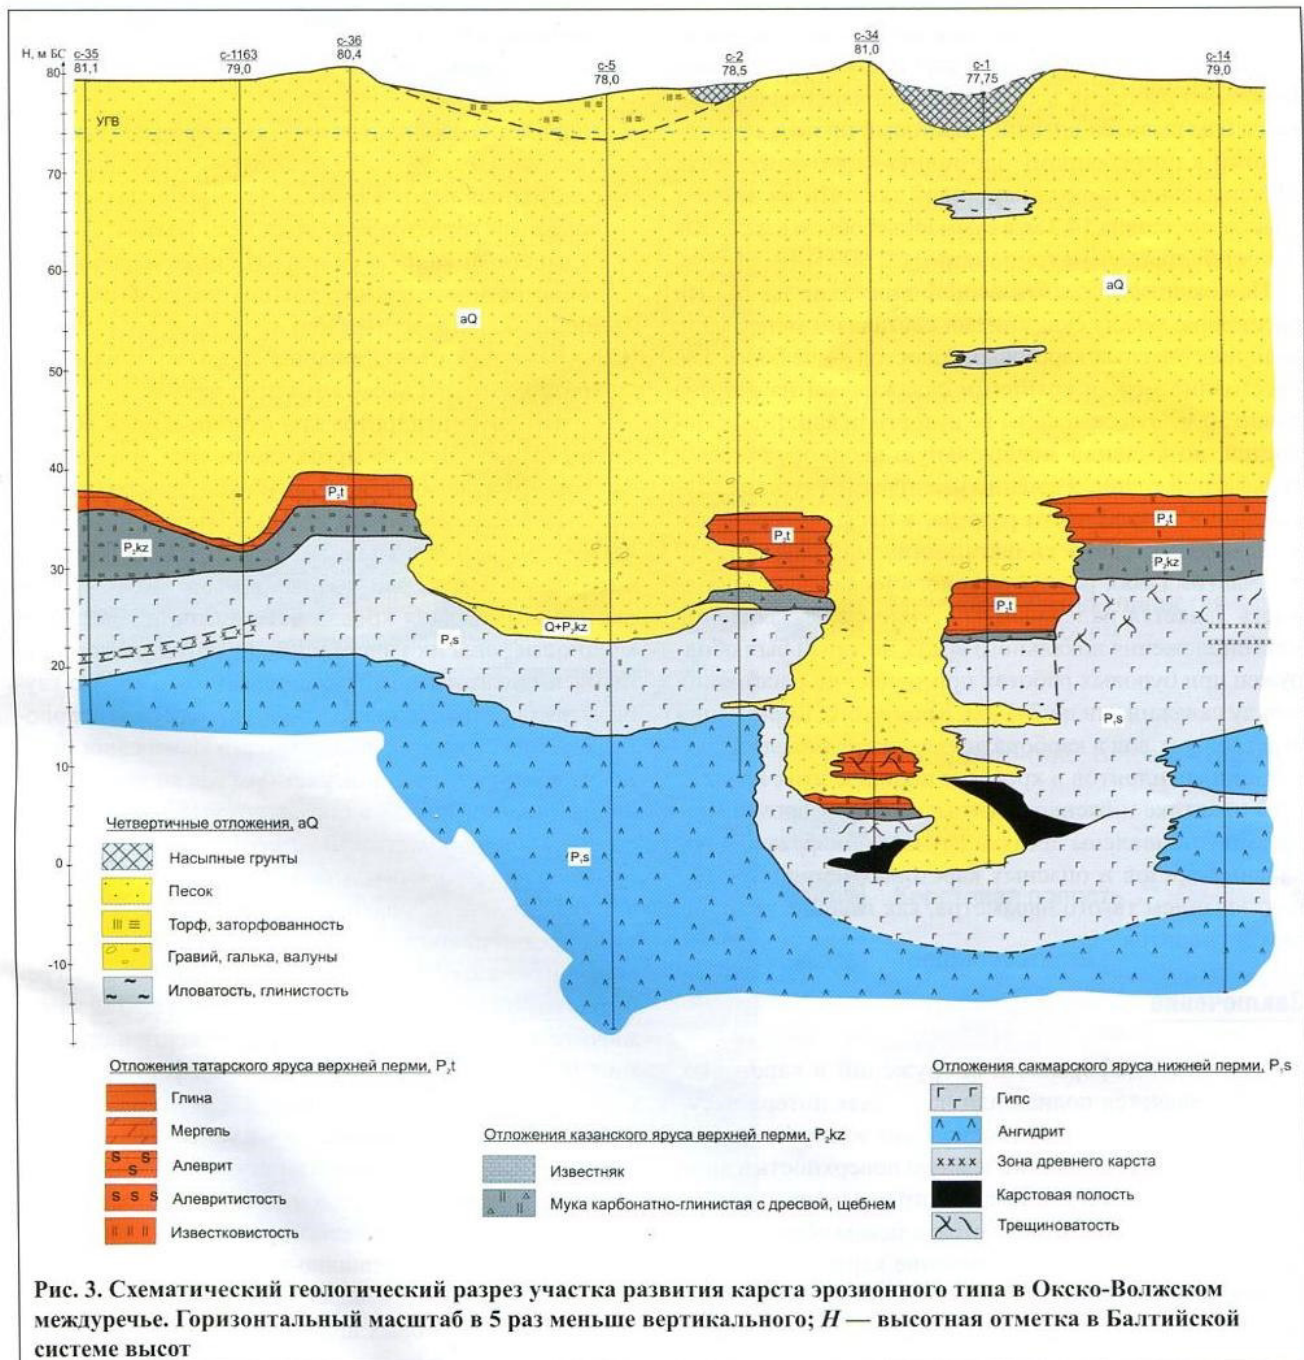 Н, м БС
с-35
81,1
с-1163
79,0
с-36
80,4
с-5
78,0
с-2
78,5
с-34
81,0
с-1
77,75
с-14
79,0
80
УГВ
70
60
aQ
aQ
50
40
P₂t
P₂t
P₂t
P₂kz
P₂kz
30
P₂t
Q+P₂kz
P₁s
20
P₁s
10
0
P₁s
-10
Четвертичные отложения, aQ
Насыпные грунты
Песок
Торф, заторфованность
Гравий, галька, валуны
Иловатость, глинистость
Отложения татарского яруса верхней перми, P₂t
Глина
Мергель
Алеврит
Алевритистость
Известковистость
Отложения казанского яруса верхней перми, P₂kz
Известняк
Мука карбонатно-глинистая с дресвой, щебнем
Отложения сакмарского яруса нижней перми, P₁s
Гипс
Ангидрит
Зона древнего карста
Карстовая полость
Трещиноватость
Рис. 3. Схематический геологический разрез участка развития карста эрозионного типа в Окско-Волжском
междуречье. Горизонтальный масштаб в 5 раз меньше вертикального; H — высотная отметка в Балтийской
системе высот